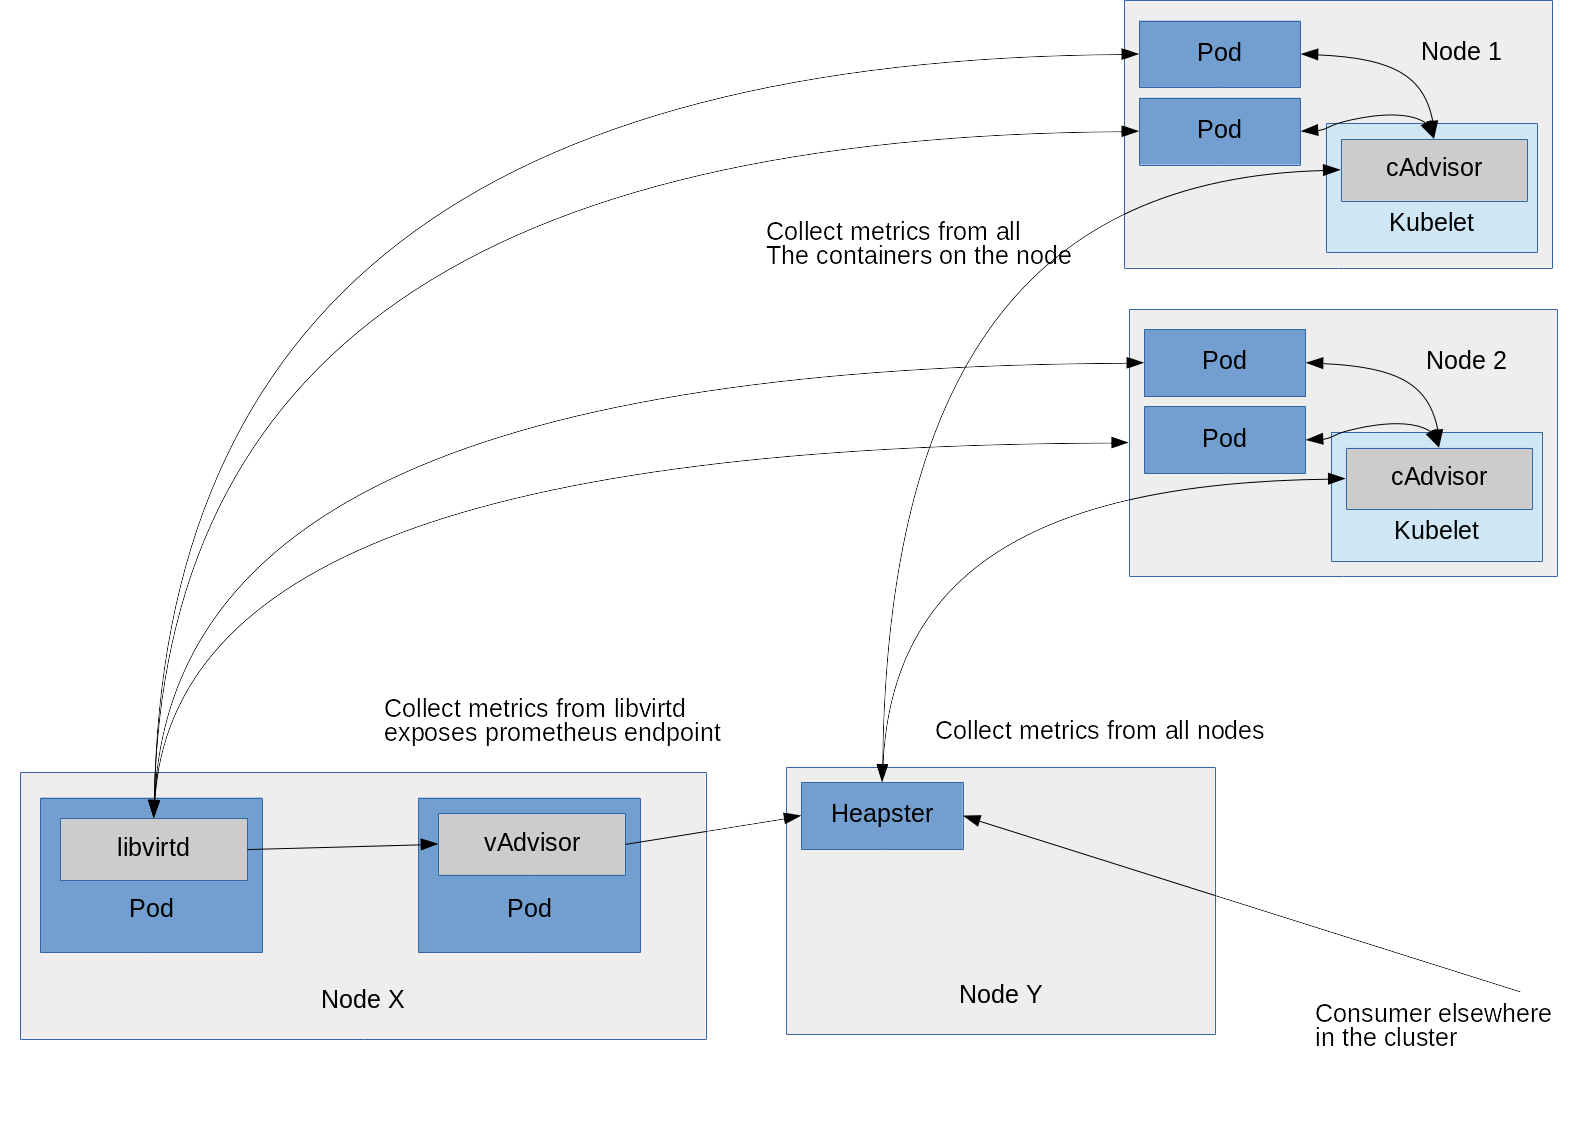 Pod
Node 1
Pod
cAdvisor
Kubelet
Collect metrics from all
The containers on the node
Pod
Node 2
Pod
cAdvisor
Kubelet
Collect metrics from libvirtd
exposes prometheus endpoint
Collect metrics from all nodes
libvirtd
Pod
vAdvisor
Pod
Node X
Heapster
Node Y
Consumer elsewhere
in the cluster